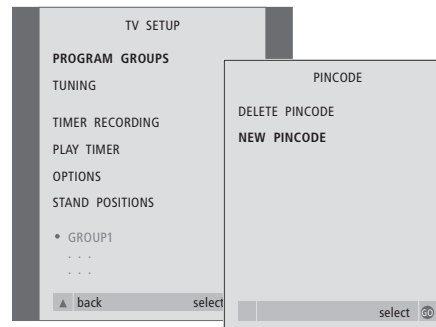 TV SETUP
PROGRAM GROUPS
TUNING
TIMER RECORDING
PLAY TIMER
OPTIONS
STAND POSITIONS
• GROUP1
. . .
. . .
▲ back select
PINCODE
DELETE PINCODE
NEW PINCODE
select GO